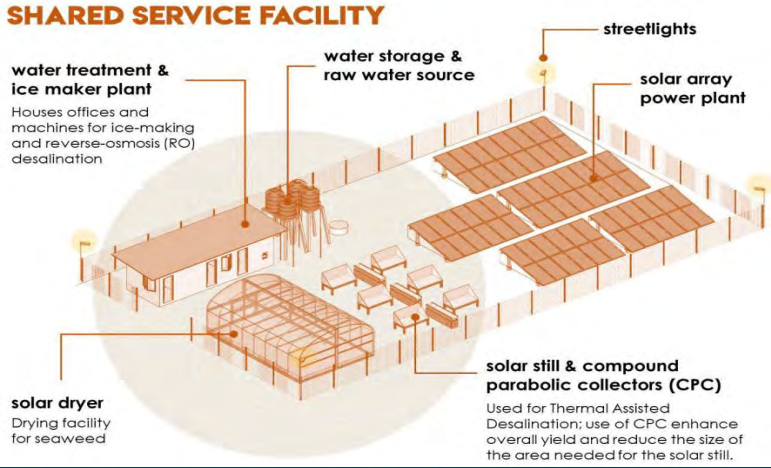 SHARED SERVICE FACILITY
streetlights
water storage &
raw water source
water treatment &
ice maker plant
Houses offices and
machines for ice-making
and reverse-osmosis (RO)
desalination
solar array
power plant
solar still & compound
parabolic collectors (CPC)
Used for Thermal Assisted
Desalination; use of CPC enhance
overall yield and reduce the size of
the area needed for the solar still.
solar dryer
Drying facility
for seaweed